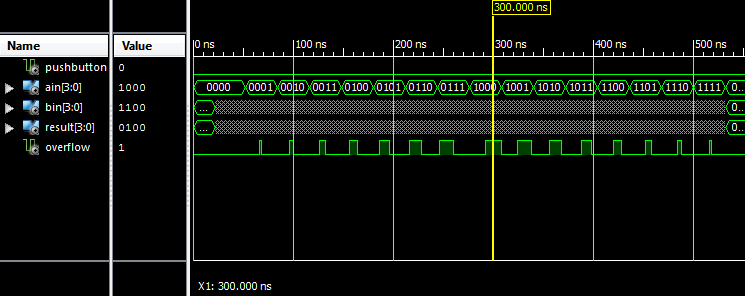 300.000 ns
Name Value 0 ns 100 ns 200 ns 300 ns 400 ns 500 ns
pushbutton 0
ain[3:0] 1000 0000 0001 0010 0011 0100 0101 0110 0111 1000 1001 1010 1011 1100 1101 1110 1111 0...
bin[3:0] 1100 ... 0...
result[3:0] 0100 ... 0...
overflow 1
X1: 300.000 ns